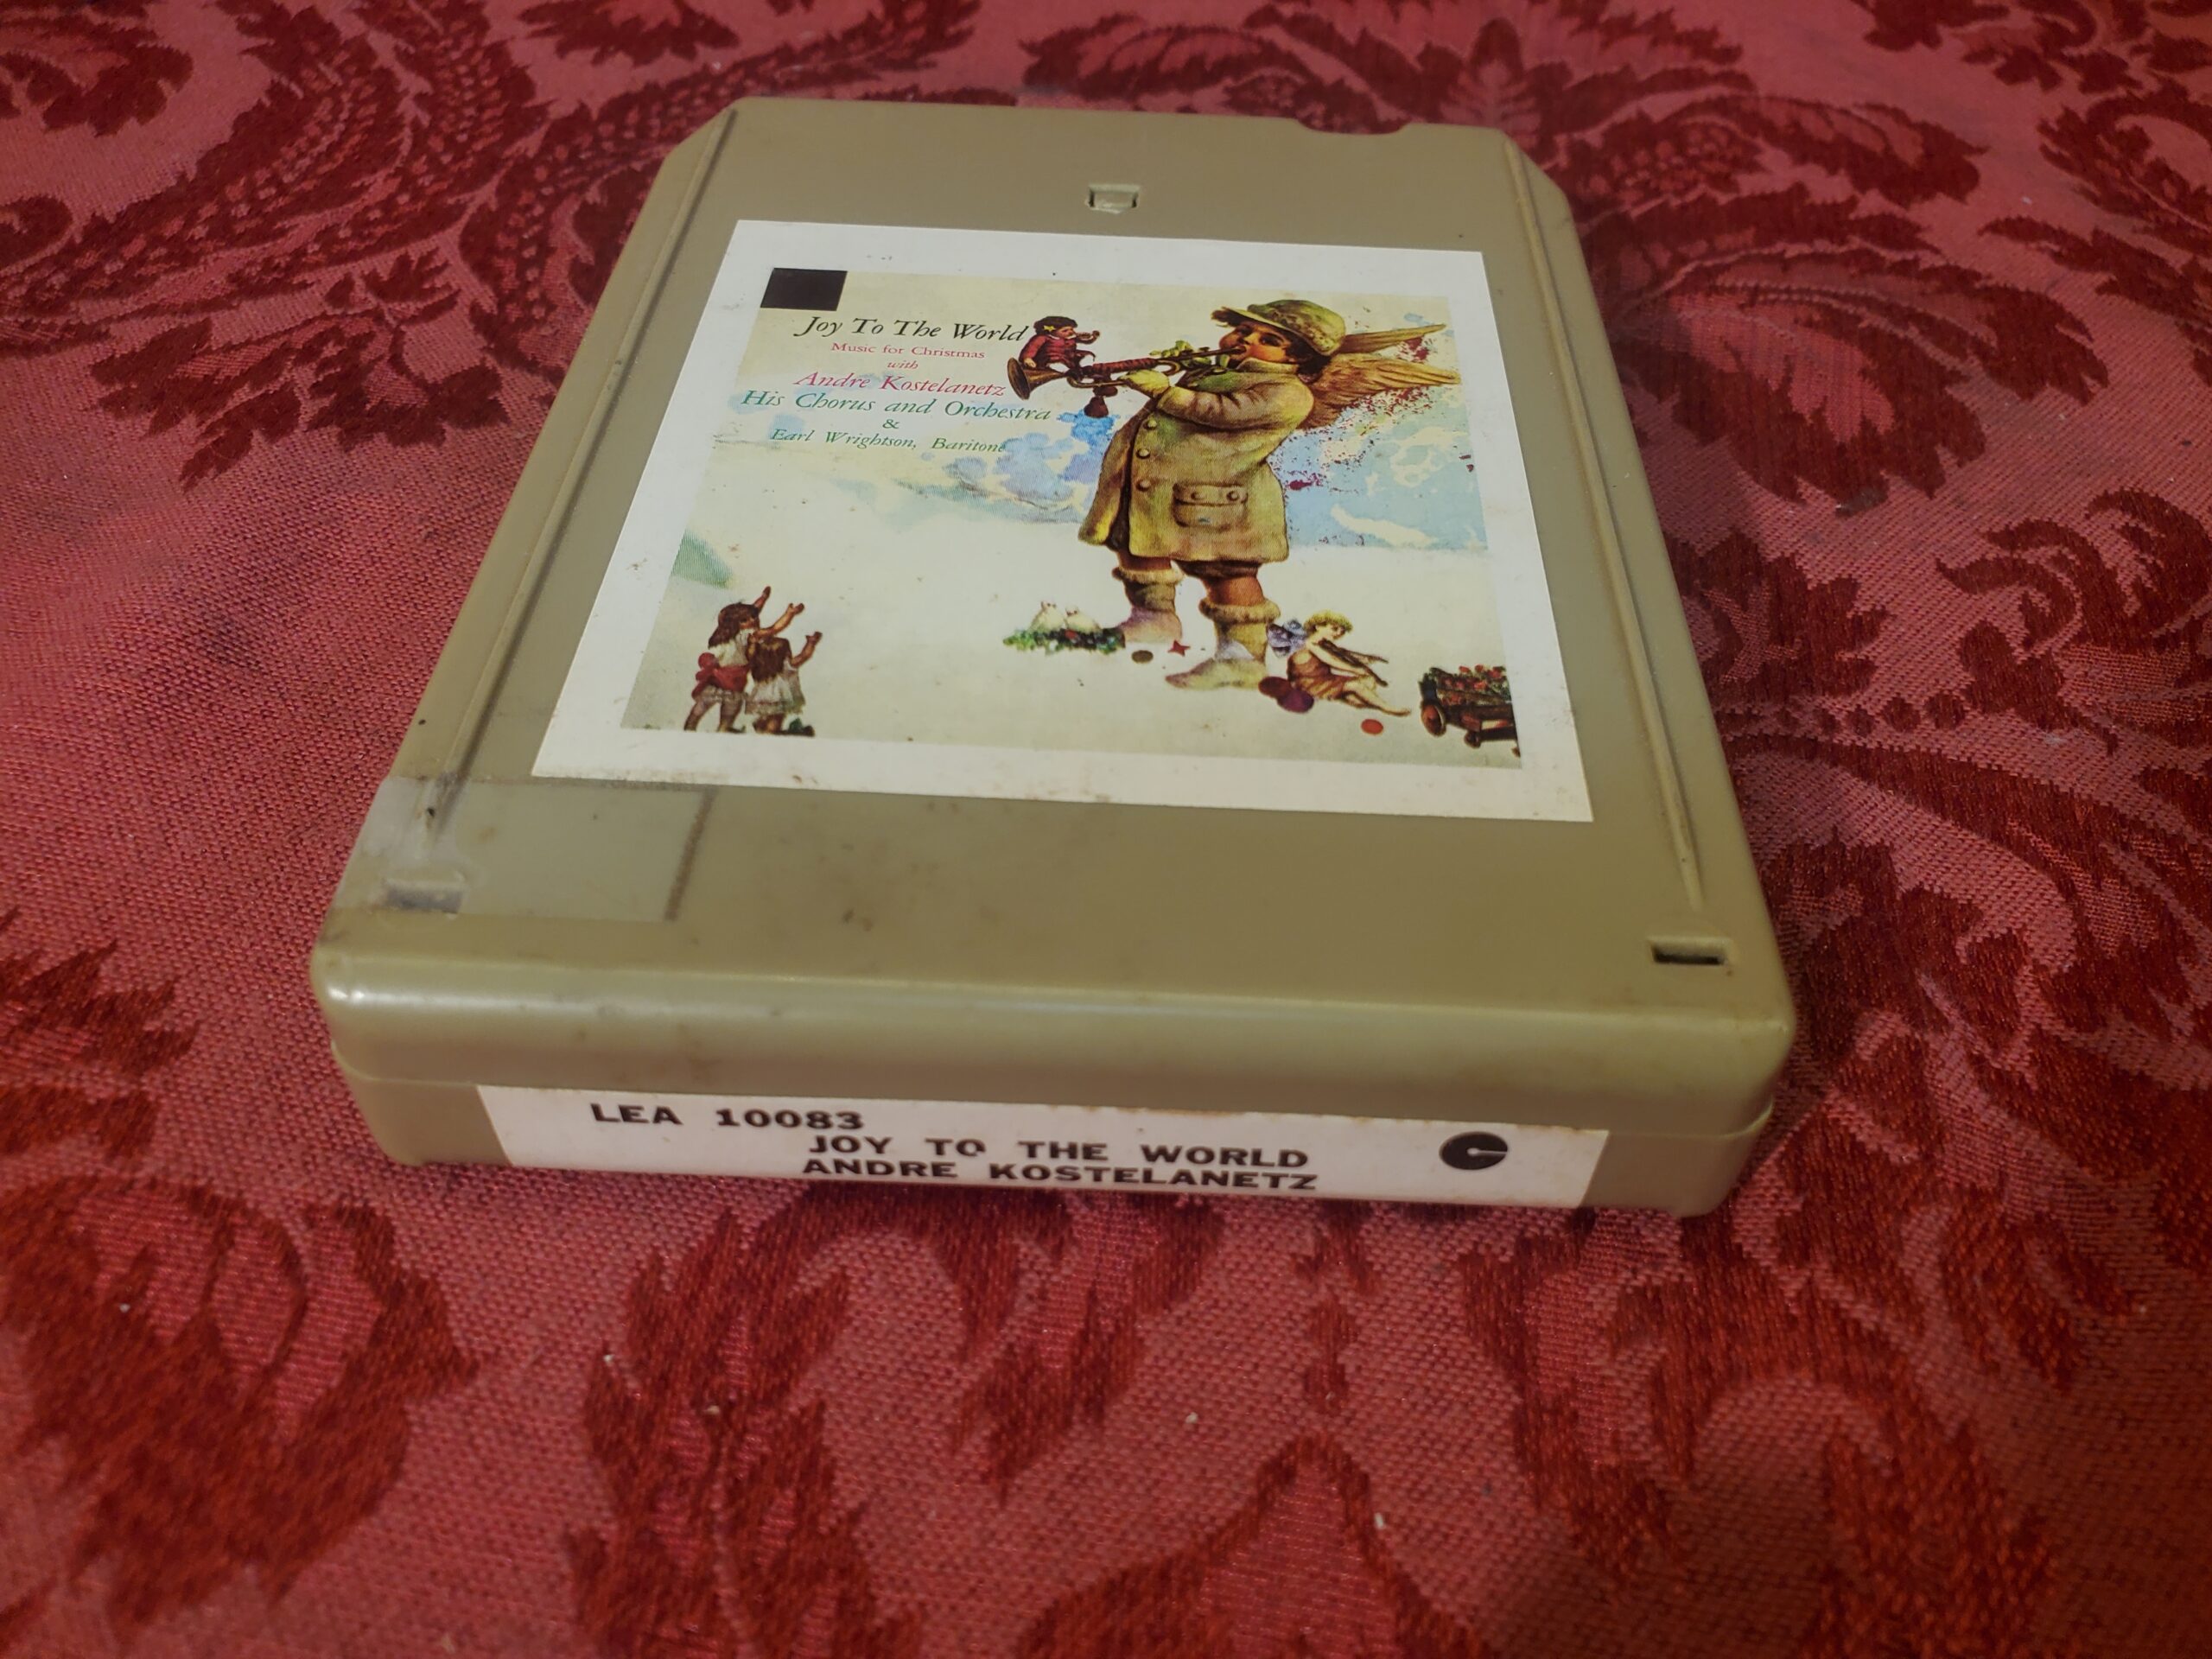 Joy To The World
Music for Christmas
with
Andre Kostelanetz
His Chorus and Orchestra
&
Earl Wrightson, Baritone
LEA 10083
JOY TO THE WORLD
ANDRE KOSTELANETZ